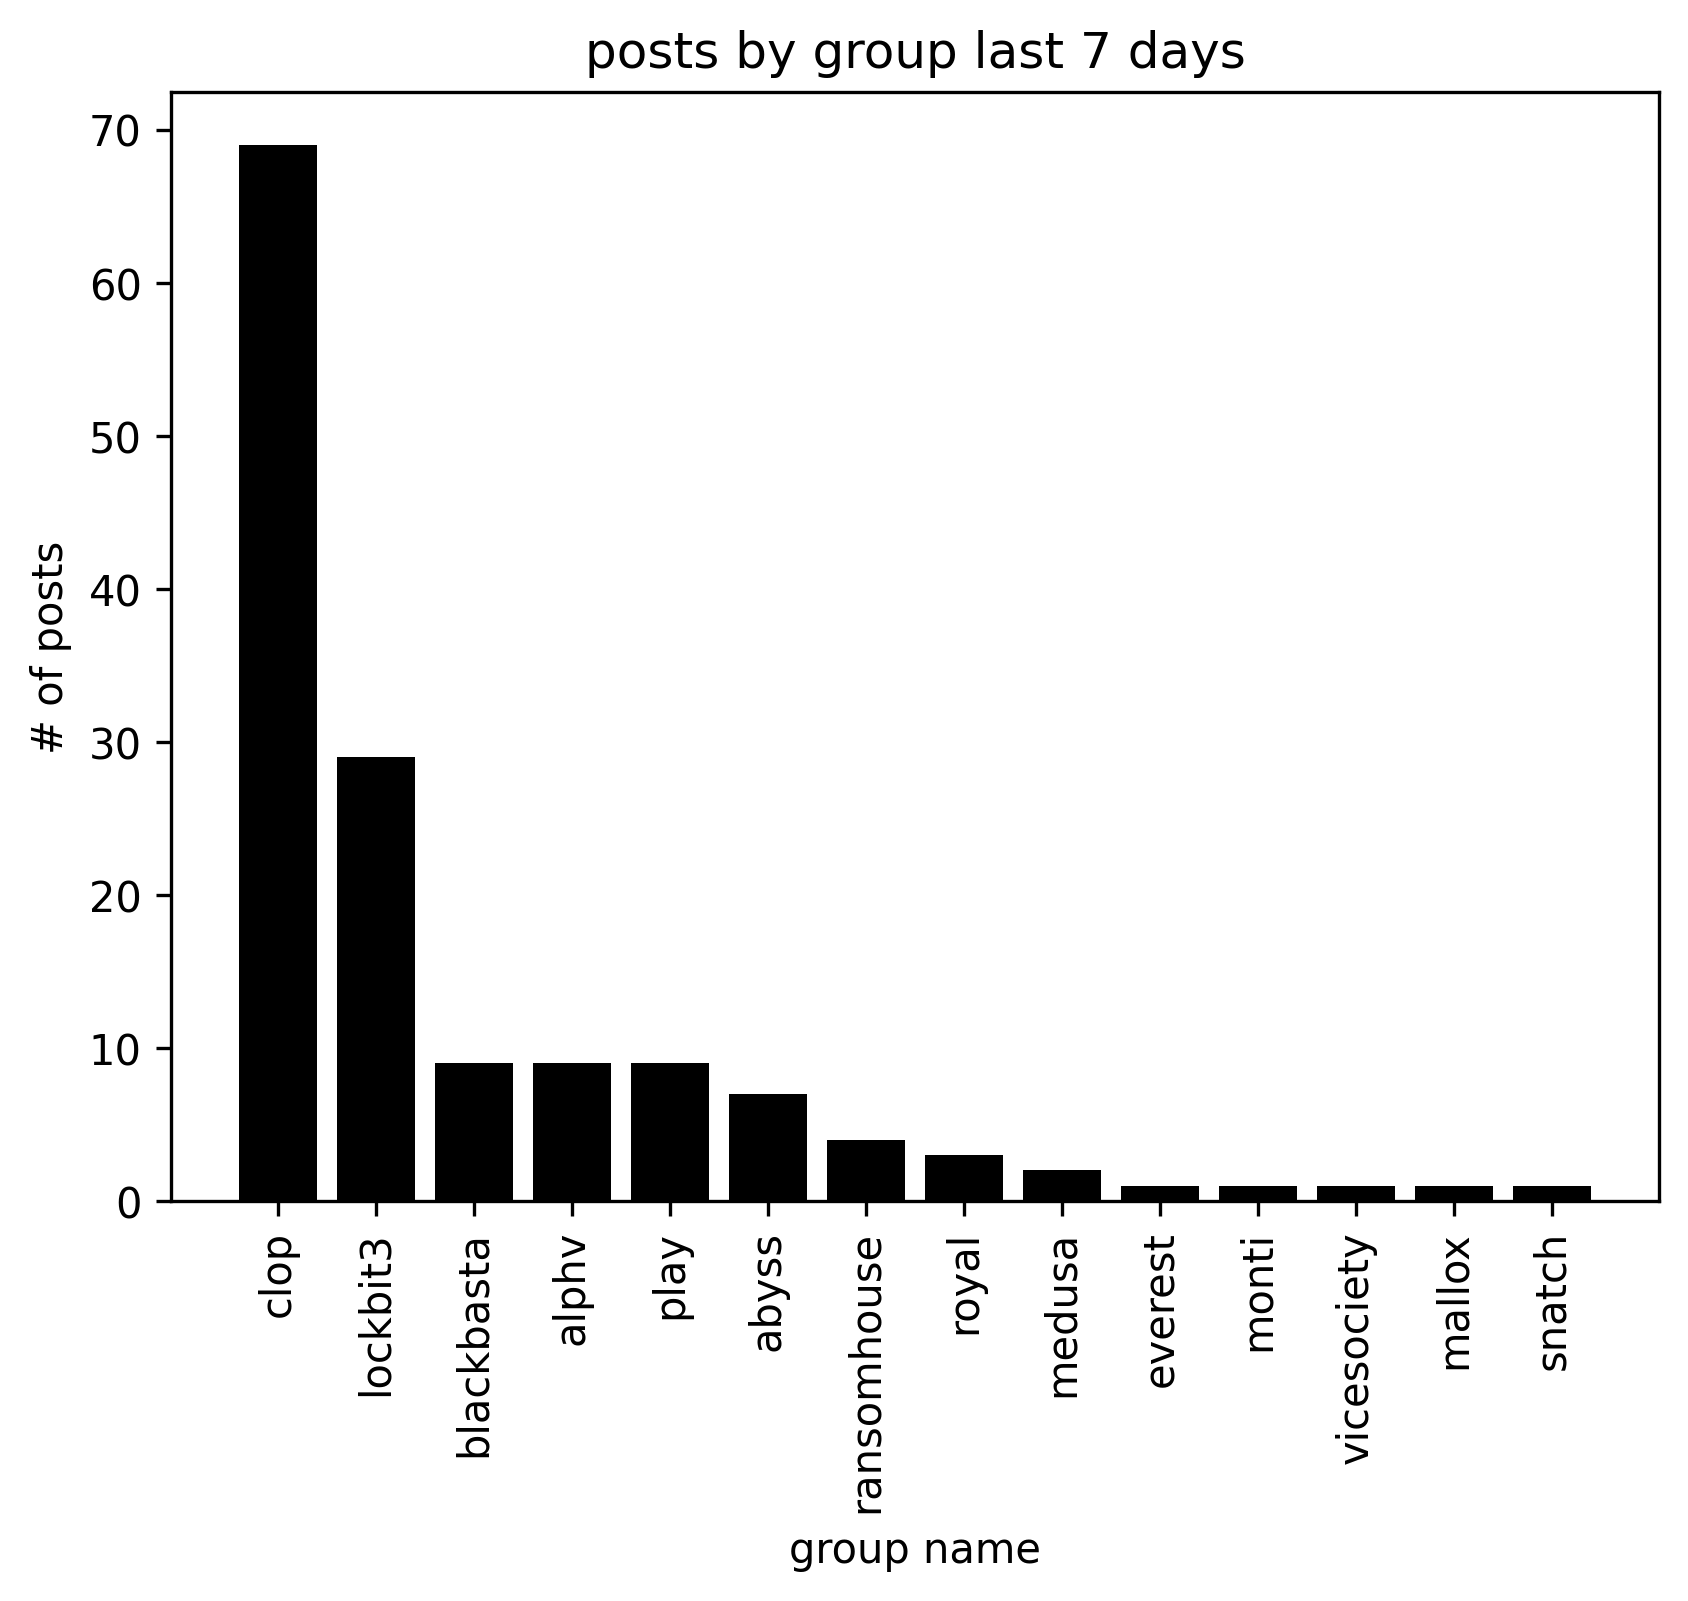 posts by group last 7 days
# of posts
70
60
50
40
30
20
10
0
clop
lockbit3
blackbasta
alphv
play
abyss
ransomhouse
royal
medusa
everest
monti
vicesociety
mallox
snatch
group name